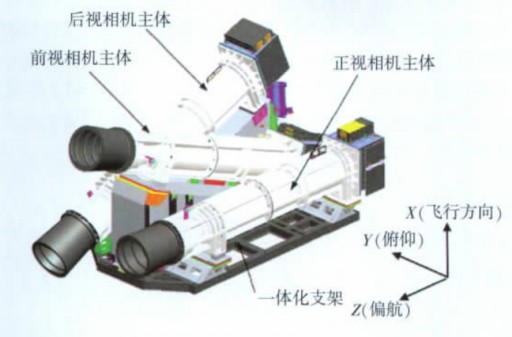 后视相机主体
前视相机主体
正视相机主体
X(飞行方向)
Y(俯仰)
Z(偏航)
一体化支架